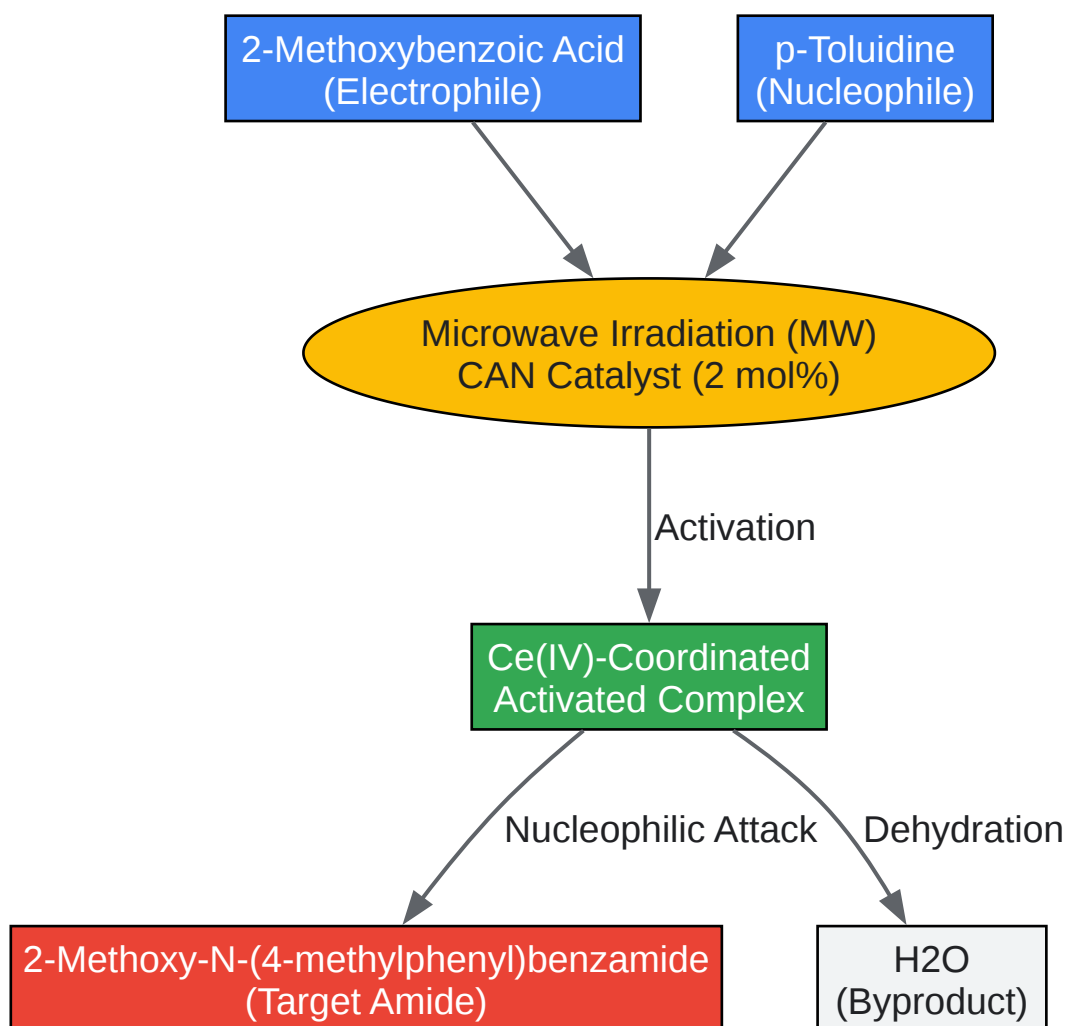 2-Methoxybenzoic Acid
(Electrophile)
p-Toluidine
(Nucleophile)
Microwave Irradiation (MW)
CAN Catalyst (2 mol%)
Activation
Ce(IV)-Coordinated
Activated Complex
Nucleophilic Attack
Dehydration
2-Methoxy-N-(4-methylphenyl)benzamide
(Target Amide)
H2O
(Byproduct)